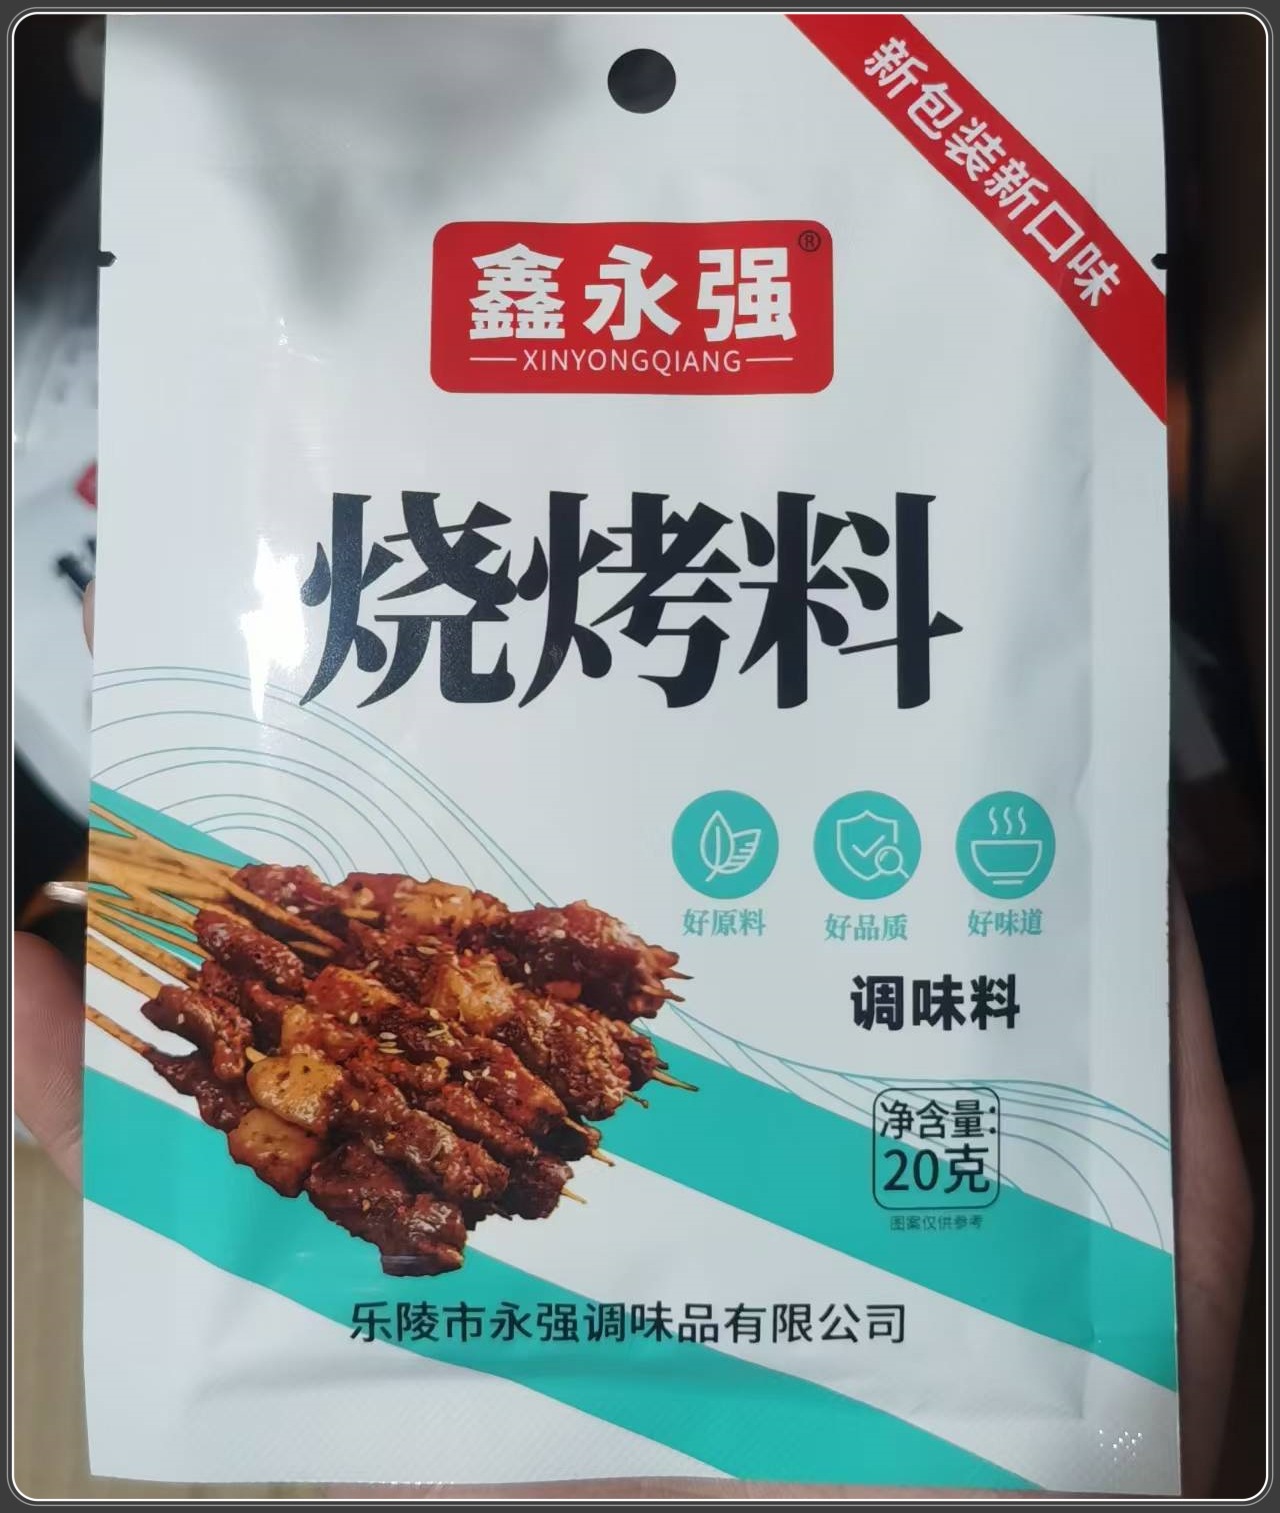 新包装新口味
鑫永强®
XINYONGQIANG
烧烤料
好原料 好品质 好味道
调味料
净含量:
20克
图案仅供参考
乐陵市永强调味品有限公司